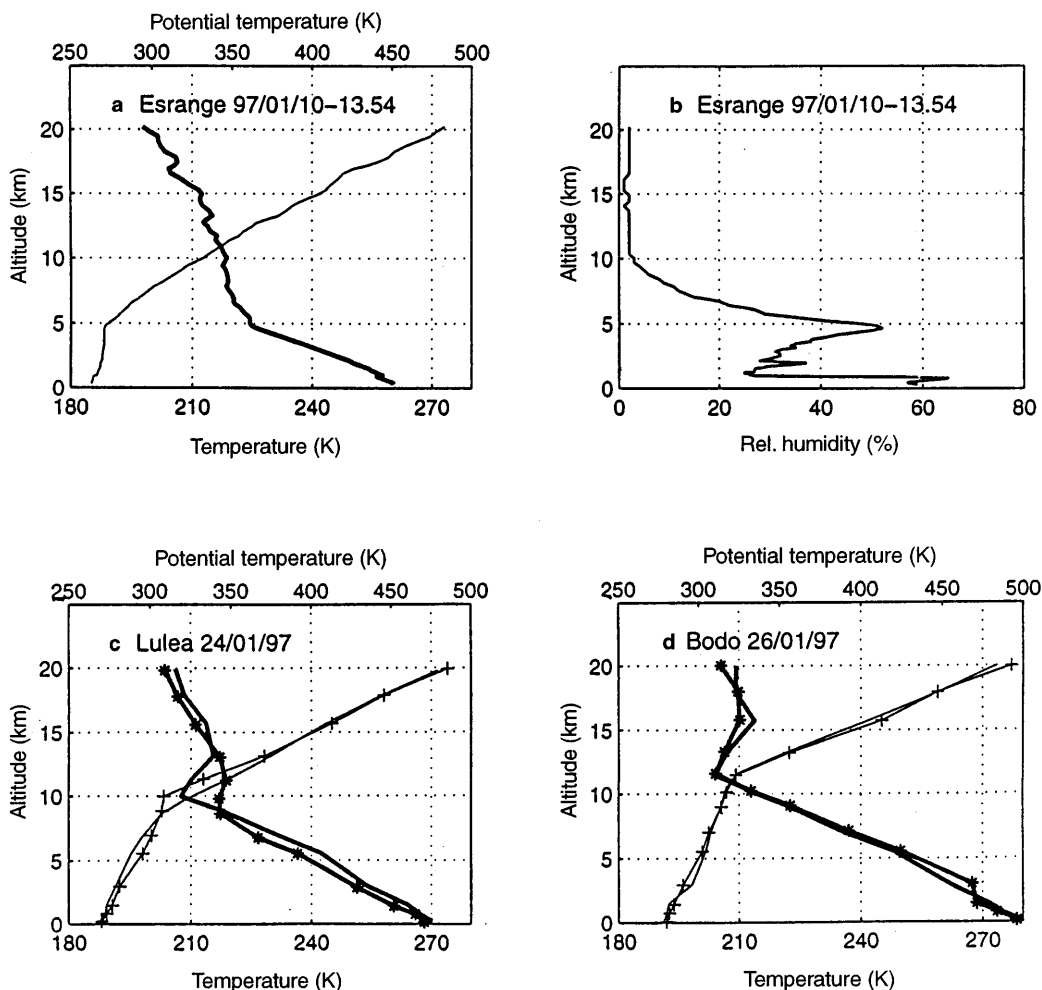 Potential temperature (K)
250 300 350 400 450 500
a Esrange 97/01/10–13.54
20
15
10
5
0
Altitude (km)
180 210 240 270
Temperature (K)
b Esrange 97/01/10–13.54
20
15
10
5
0
Altitude (km)
0 20 40 60 80
Rel. humidity (%)
Potential temperature (K)
250 300 350 400 450 500
c Lulea 24/01/97
20
15
10
5
0
Altitude (km)
180 210 240 270
Temperature (K)
Potential temperature (K)
250 300 350 400 450 500
d Bodo 26/01/97
20
15
10
5
0
Altitude (km)
180 210 240 270
Temperature (K)